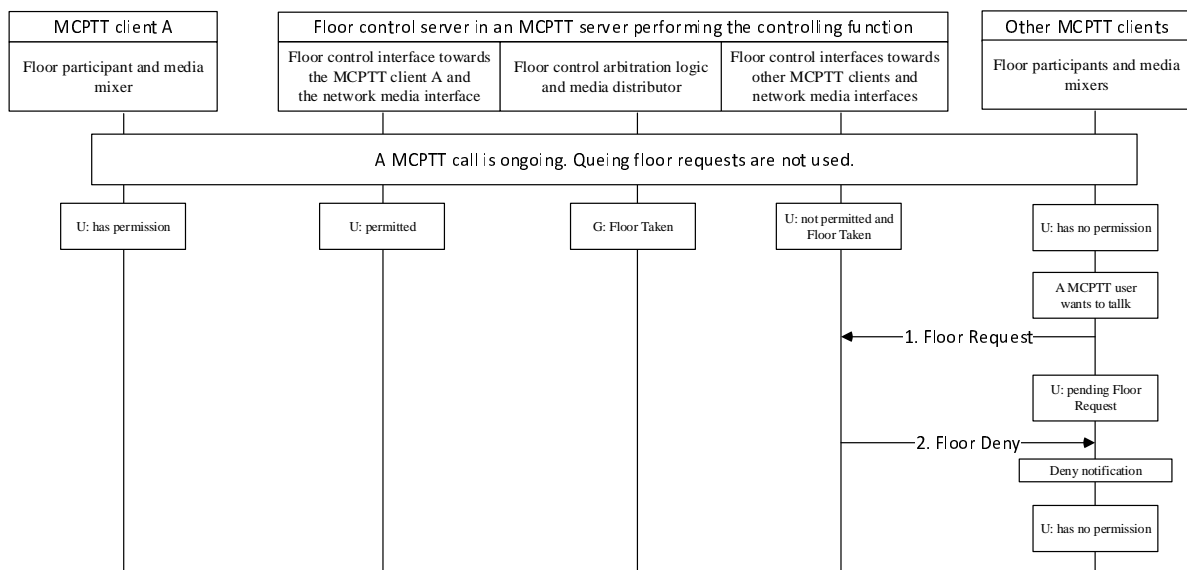 MCPTT client A
Floor control server in an MCPTT server performing the controlling function
Other MCPTT clients
Floor participant and media
mixer
Floor control interface towards
the MCPTT client A and
the network media interface
Floor control arbitration logic
and media distributor
Floor control interfaces towards
other MCPTT clients and
network media interfaces
Floor participants and media
mixers
A MCPTT call is ongoing. Queing floor requests are not used.
U: has permission
U: permitted
G: Floor Taken
U: not permitted and
Floor Taken
U: has no permission
A MCPTT user
wants to tallk
1. Floor Request
U: pending Floor
Request
2. Floor Deny
Deny notification
U: has no permission